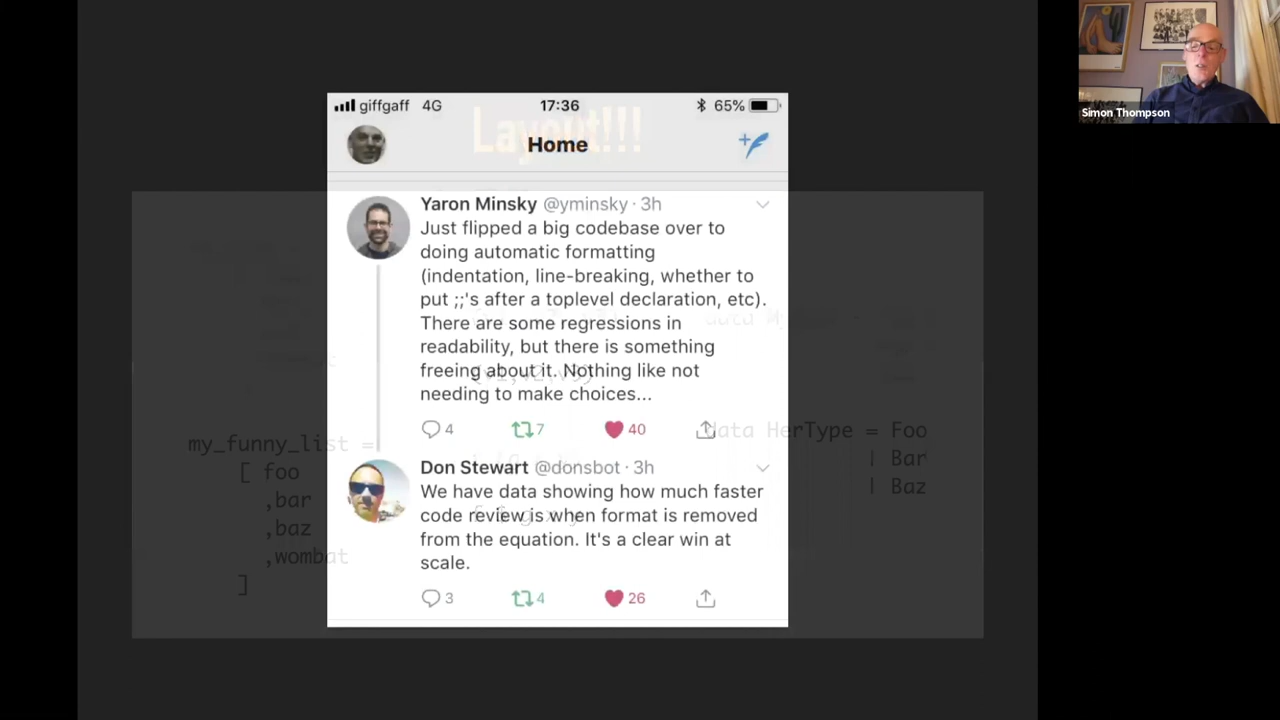 giffgaff 4G 17:36 65%
Layout!!!
Home
Yaron Minsky @yminsky · 3h
Just flipped a big codebase over to
doing automatic formatting
(indentation, line-breaking, whether to
put ;;'s after a toplevel declaration, etc).
There are some regressions in
readability, but there is something
freeing about it. Nothing like not
needing to make choices...
4 7 40
Don Stewart @donsbot · 3h
We have data showing how much faster
code review is when format is removed
from the equation. It's a clear win at
scale.
3 4 26
my_funny_list =
[ foo
,bar
,baz
,wombat
]
data HerType = Foo
| Bar
| Baz
Simon Thompson